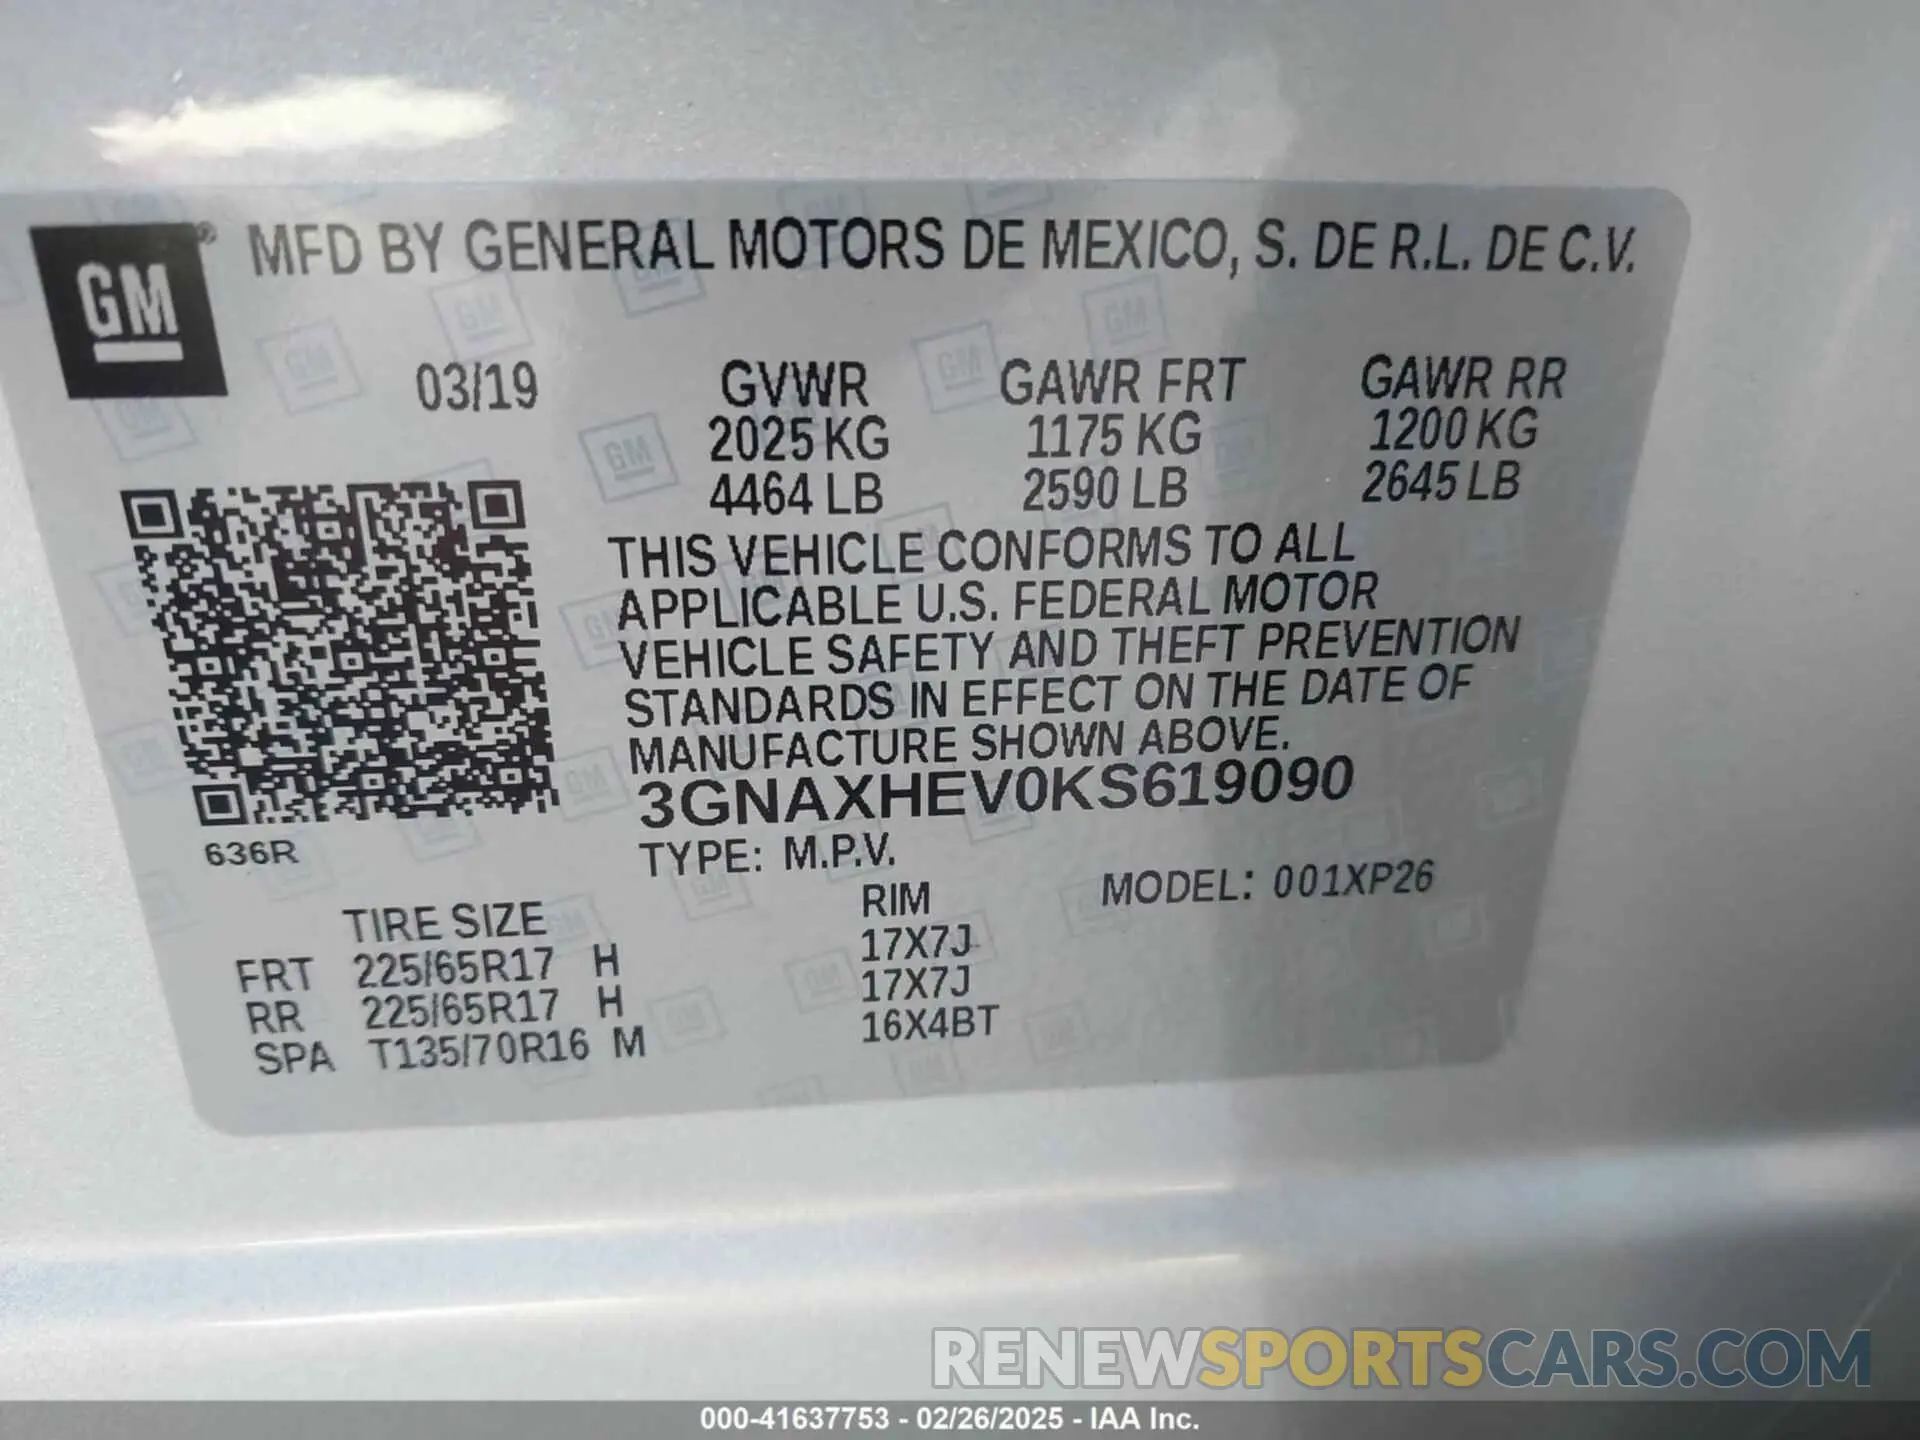 GM® MFD BY GENERAL MOTORS DE MEXICO, S. DE R.L. DE C.V.
03/19 GVWR GAWR FRT GAWR RR
2025 KG 1175 KG 1200 KG
4464 LB 2590 LB 2645 LB
THIS VEHICLE CONFORMS TO ALL
APPLICABLE U.S. FEDERAL MOTOR
VEHICLE SAFETY AND THEFT PREVENTION
STANDARDS IN EFFECT ON THE DATE OF
MANUFACTURE SHOWN ABOVE.
3GNAXHEV0KS619090
636R
TYPE: M.P.V.
MODEL: 001XP26
TIRE SIZE RIM
FRT 225/65R17 H 17X7J
RR 225/65R17 H 17X7J
SPA T135/70R16 M 16X4BT
RENEWSPORTSCARS.COM
000-41637753 - 02/26/2025 - IAA Inc.